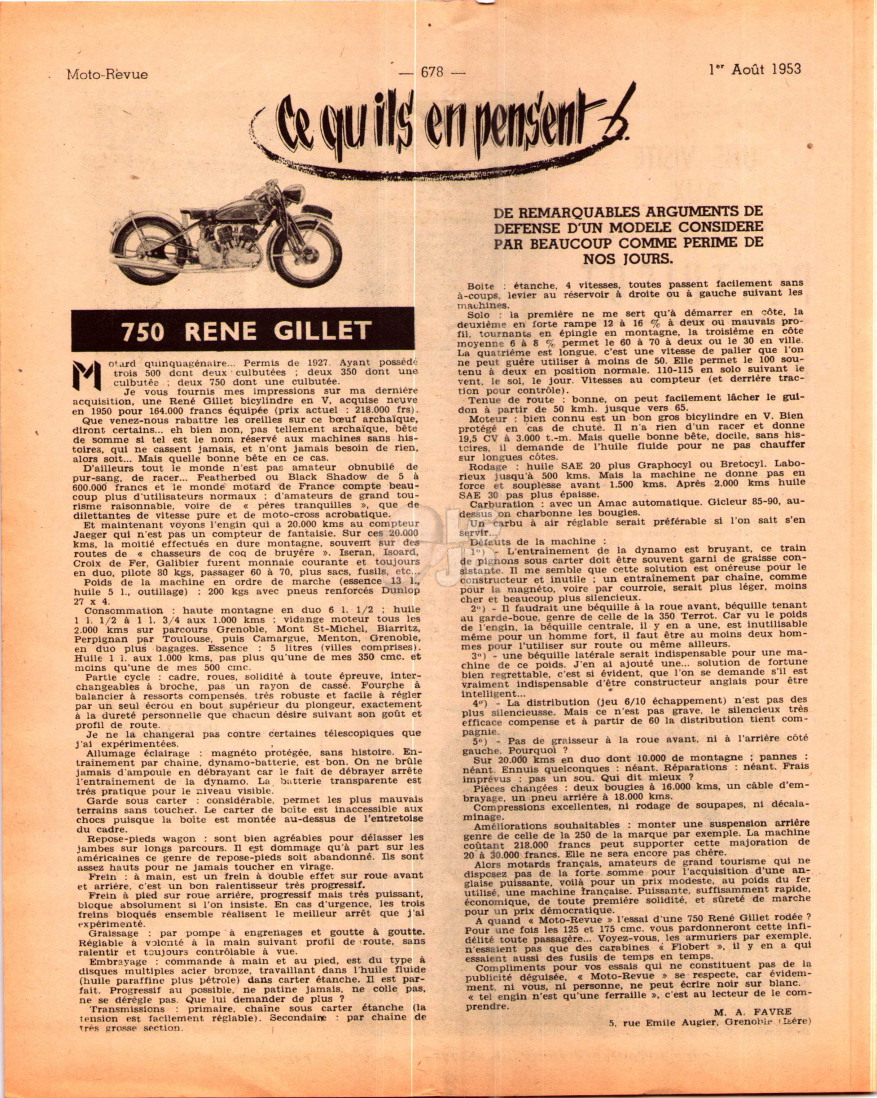 Moto-Revue
— 678 —
1er Août 1953
Ce qu'ils en pensent
750 RENE GILLET
Motard quinquagénaire... Permis de 1927. Ayant possédé
trois 500 dont deux culbutées ; deux 350 dont une
culbutée ; deux 750 dont une culbutée.
Je vous fournis mes impressions sur ma dernière
acquisition, une René Gillet bicylindre en V, acquise neuve
en 1950 pour 164.000 francs équipée (prix actuel : 218.000 frs).
Que venez-nous rabattre les oreilles sur ce bœuf archaïque,
diront certains... eh bien non, pas tellement archaïque, bête
de somme si tel est le nom réservé aux machines sans his-
toires, qui ne cassent jamais, et n'ont jamais besoin de rien,
alors soit... Mais quelle bonne bête en ce cas.
D'ailleurs tout le monde n'est pas amateur obnubilé de
pur-sang, de racer... Featherbed ou Black Shadow de 5 à
600.000 francs et le monde motard de France compte beau-
coup plus d'utilisateurs normaux : d'amateurs de grand tou-
risme raisonnable, voire de « pères tranquilles », que de
dilettantes de vitesse pure et de moto-cross acrobatique.
Et maintenant voyons l'engin qui a 20.000 kms au compteur
Jaeger qui n'est pas un compteur de fantaisie. Sur ces 20.000
kms, la moitié effectués en dure montagne, souvent sur des
routes de « chasseurs de coq de bruyère ». Iseran, Isoard,
Croix de Fer, Galibier furent monnaie courante et toujours
en duo, pilote 80 kgs, passager 60 à 70, plus sacs, fusils, etc...
Poids de la machine en ordre de marche (essence 13 l.,
huile 5 l., outillage) : 200 kgs avec pneus renforcés Dunlop
27 x 4.
Consommation : haute montagne en duo 6 l. 1/2 ; huile
1 l. 1/2 à 1 l. 3/4 aux 1.000 kms ; vidange moteur tous les
2.000 kms sur parcours Grenoble, Mont St-Michel, Biarritz,
Perpignan par Toulouse, puis Camargue, Menton, Grenoble,
en duo plus bagages. Essence : 5 litres (villes comprises).
Huile 1 l. aux 1.000 kms, pas plus qu'une de mes 350 cmc. et
moins qu'une de mes 500 cmc.
Partie cycle : cadre, roues, solidité à toute épreuve, inter-
changeables à broche, pas un rayon de cassé. Fourche à
balancier à ressorts compensés, très robuste et facile à régler
par un seul écrou en bout supérieur du plongeur, exactement
à la dureté personnelle que chacun désire suivant son goût et
profil de route.
Je ne la changerai pas contre certaines télescopiques que
j'ai expérimentées.
Allumage éclairage : magnéto protégée, sans histoire. En-
trainement par chaine, dynamo-batterie, est bon. On ne brûle
jamais d'ampoule en débrayant car le fait de débrayer arrête
l'entraînement de la dynamo. La batterie transparente est
très pratique pour le niveau visible.
Garde sous carter : considérable, permet les plus mauvais
terrains sans toucher. Le carter de boîte est inaccessible aux
chocs puisque la boîte est montée au-dessus de l'entretoise
du cadre.
Repose-pieds wagon : sont bien agréables pour délasser les
jambes sur longs parcours. Il est dommage qu'à part sur les
américaines ce genre de repose-pieds soit abandonné. Ils sont
assez hauts pour ne jamais toucher en virage.
Frein : à main, est un frein à double effet sur roue avant
et arrière, c'est un bon ralentisseur très progressif.
Frein à pied sur roue arrière, progressif mais très puissant,
bloque absolument si l'on insiste. En cas d'urgence, les trois
freins bloqués ensemble réalisent le meilleur arrêt que j'ai
expérimenté.
Graissage : par pompe à engrenages et goutte à goutte.
Réglable à volonté à la main suivant profil de route, sans
ralentir et toujours contrôlable à vue.
Embrayage : commande à main et au pied, est du type à
disques multiples acier bronze, travaillant dans l'huile fluide
(huile paraffine plus pétrole) dans carter étanche. Il est par-
fait. Progressif au possible, ne patine jamais, ne colle pas,
ne se dérègle pas. Que lui demander de plus ?
Transmissions : primaire, chaîne sous carter étanche (la
tension est facilement réglable). Secondaire : par chaîne de
très grosse section.
DE REMARQUABLES ARGUMENTS DE
DEFENSE D'UN MODELE CONSIDERE
PAR BEAUCOUP COMME PERIME DE
NOS JOURS.
Boite : étanche, 4 vitesses, toutes passent facilement sans
à-coups, levier au réservoir à droite ou à gauche suivant les
machines.
Solo : la première ne me sert qu'à démarrer en côte, la
deuxième en forte rampe 12 à 16 % à deux ou mauvais pro-
fil, tournants en épingle en montagne, la troisième en côte
moyenne 6 à 8 % permet le 60 à 70 à deux ou le 30 en ville.
La quatrième est longue, c'est une vitesse de palier que l'on
ne peut guère utiliser à moins de 50. Elle permet le 100 sou-
tenu à deux en position normale. 110-115 en solo suivant le
vent, le sol, le jour. Vitesses au compteur (et derrière trac-
tion pour contrôle).
Tenue de route : bonne, on peut facilement lâcher le gui-
don à partir de 50 kmh. jusque vers 65.
Moteur : bien connu est un bon gros bicylindre en V. Bien
protégé en cas de chute. Il n'a rien d'un racer et donne
19,5 CV à 3.000 t.-m. Mais quelle bonne bête, docile, sans his-
toires, il demande de l'huile fluide pour ne pas chauffer
sur longues côtes.
Rodage : huile SAE 20 plus Graphocyl ou Bretocyl. Labo-
rieux jusqu'à 500 kms. Mais la machine ne donne pas en
force et souplesse avant 1.500 kms. Après 2.000 kms huile
SAE 30 pas plus épaisse.
Carburation : avec un Amac automatique. Gicleur 85-90, au-
dessus on charbonne les bougies.
Un carbu à air réglable serait préférable si l'on sait s'en
servir.
Défauts de la machine :
1°) - L'entrainement de la dynamo est bruyant, ce train
de pignons sous carter doit être souvent garni de graisse con-
sistante. Il me semble que cette solution est onéreuse pour le
constructeur et inutile ; un entraînement par chaîne, comme
pour la magnéto, voire par courroie, serait plus léger, moins
cher et beaucoup plus silencieux.
2°) - Il faudrait une béquille à la roue avant, béquille tenant
au garde-boue, genre de celle de la 350 Terrot. Car vu le poids
de l'engin, la béquille centrale, il y en a une, est inutilisable
même pour un homme fort, il faut être au moins deux hom-
mes pour l'utiliser sur route ou même ailleurs.
3°) - une béquille latérale serait indispensable pour une ma-
chine de ce poids. J'en ai ajouté une... solution de fortune
bien regrettable, c'est si évident, que l'on se demande s'il est
vraiment indispensable d'être constructeur anglais pour être
intelligent...
4°) - La distribution (jeu 6/10 échappement) n'est pas des
plus silencieusse. Mais ce n'est pas grave, le silencieux très
efficace compense et à partir de 60 la distribution tient com-
pagnie.
5°) - Pas de graisseur à la roue avant, ni à l'arrière côté
gauche. Pourquoi ?
Sur 20.000 kms en duo dont 10.000 de montagne ; pannes :
néant. Ennuis quelconques : néant. Réparations : néant. Frais
imprévus : pas un sou. Qui dit mieux ?
Pièces changées : deux bougies à 16.000 kms, un câble d'em-
brayage, un pneu arrière à 18.000 kms.
Compressions excellentes, ni rodage de soupapes, ni décala-
minage.
Améliorations souhaitables : monter une suspension arrière
genre de celle de la 250 de la marque par exemple. La machine
coûtant 218.000 francs peut supporter cette majoration de
20 à 30.000 francs. Elle ne sera encore pas chère.
Alors motards français, amateurs de grand tourisme qui ne
disposez pas de la forte somme pour l'acquisition d'une an-
glaise puissante, voilà pour un prix modeste, au poids du fer
utilisé, une machine française. Puissante, suffisamment rapide,
économique, de toute première solidité, et sûreté de marche
pour un prix démocratique.
A quand « Moto-Revue » l'essai d'une 750 René Gillet rodée ?
Pour une fois les 125 et 175 cmc. vous pardonneront cette infi-
délité toute passagère... Voyez-vous, les armuriers par exemple,
n'essaient pas que des carabines « Flobert », il y en a qui
essaient aussi des fusils de temps en temps.
Compliments pour vos essais qui ne constituent pas de la
publicité déguisée, « Moto-Revue » se respecte, car évidem-
ment, ni vous, ni personne, ne peut écrire noir sur blanc.
« tel engin n'est qu'une ferraille », c'est au lecteur de le com-
prendre.
M. A. FAVRE
5, rue Emile Augier, Grenoble (Isère)